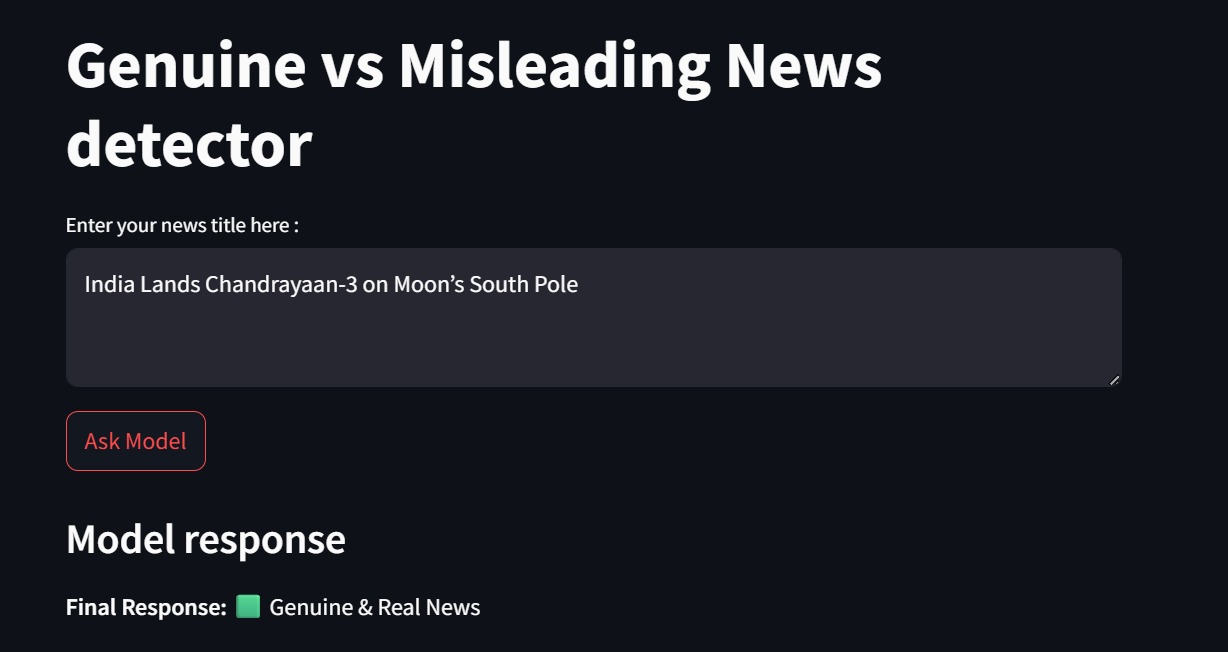 Genuine vs Misleading News
detector
Enter your news title here :
India Lands Chandrayaan-3 on Moon’s South Pole
Ask Model
Model response
Final Response: 🟩 Genuine & Real News